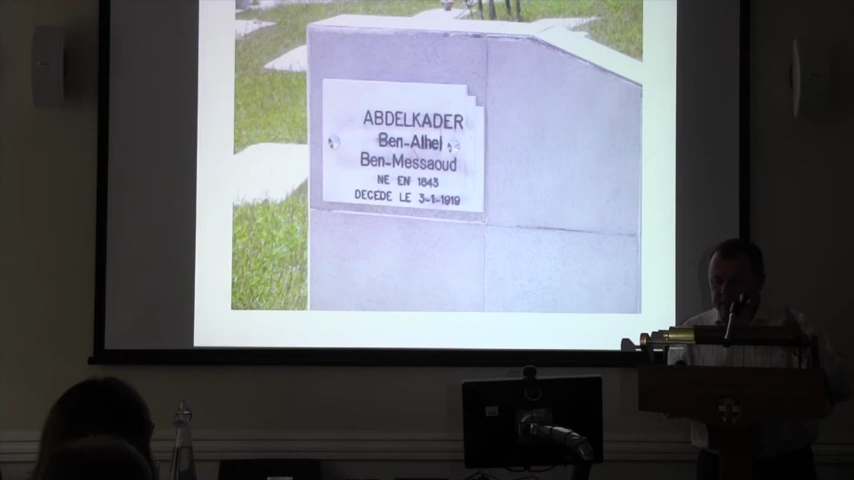 ABDELKADER
Ben-Alhel
Ben-Messaoud
NE EN 1843
DECEDE LE 3-1-1919